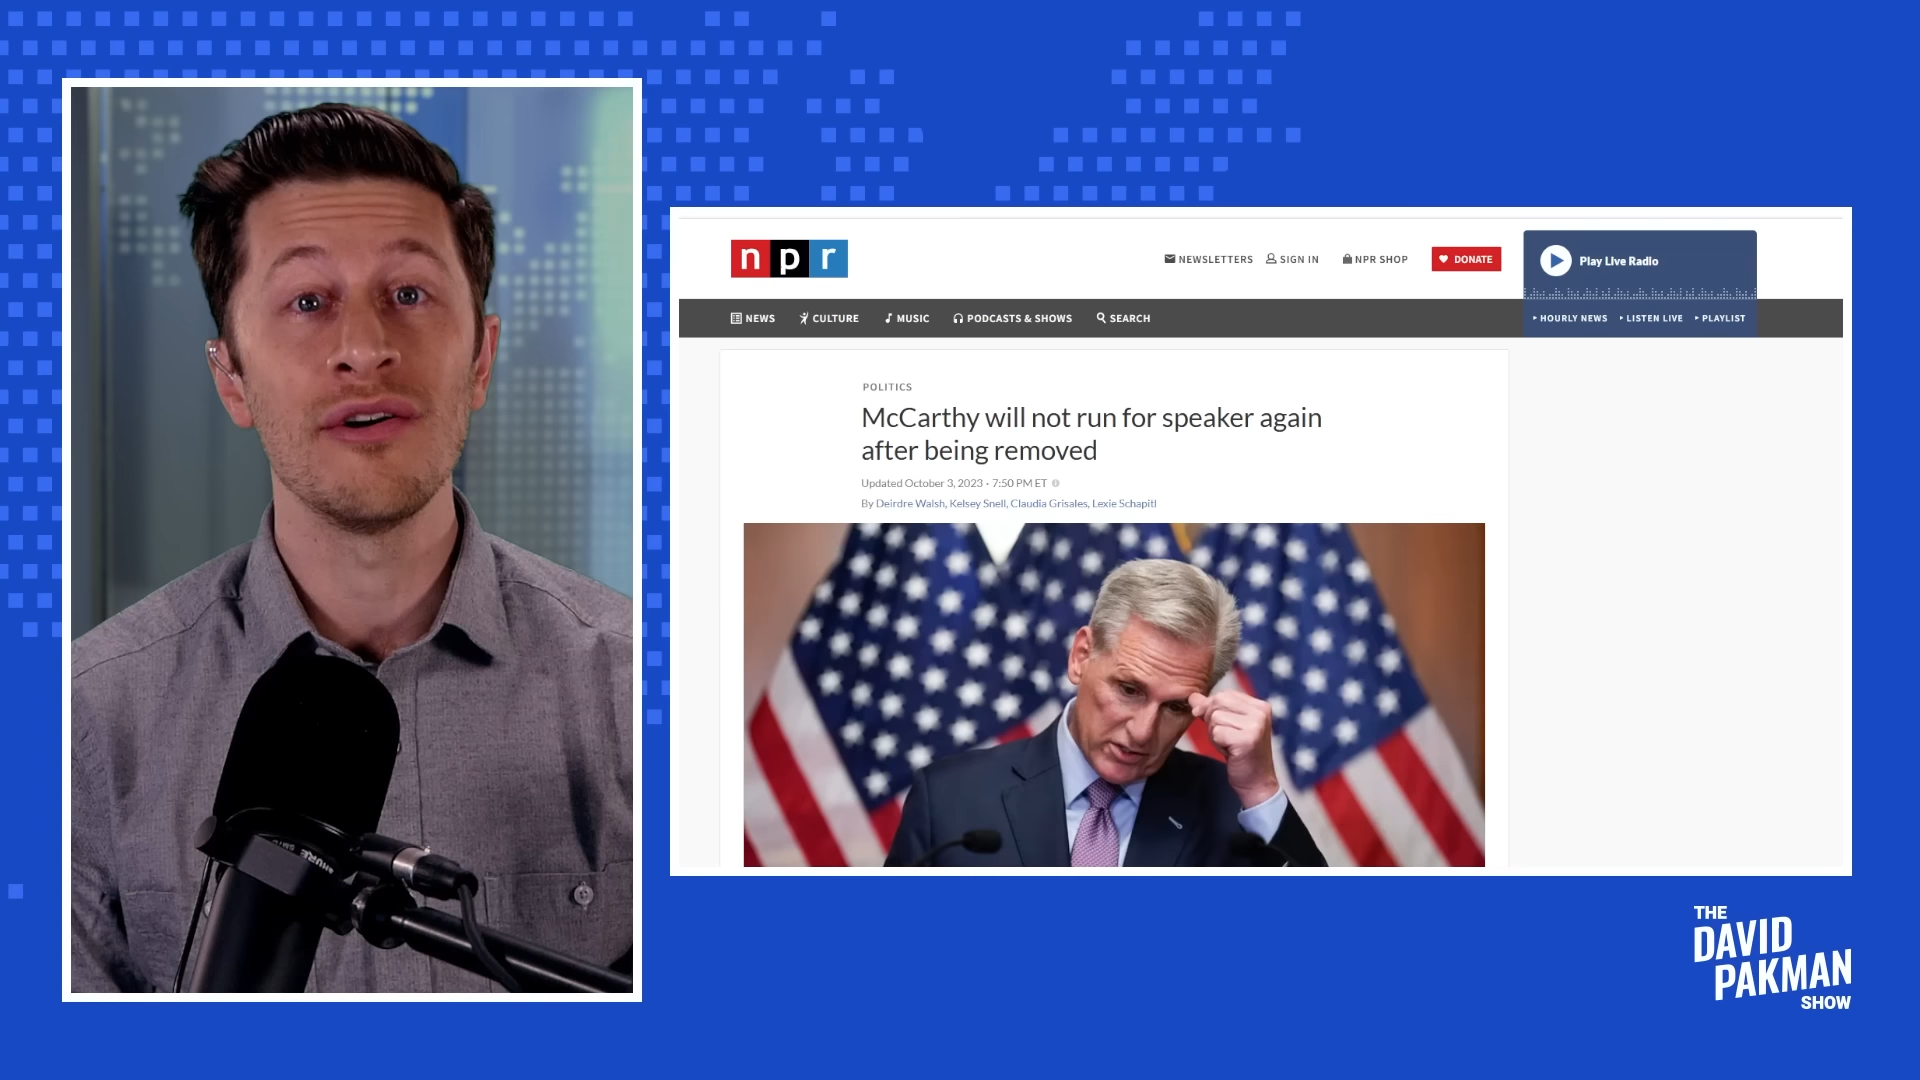 npr
NEWSLETTERS
SIGN IN
NPR SHOP
DONATE
Play Live Radio
NEWS
CULTURE
MUSIC
PODCASTS & SHOWS
SEARCH
HOURLY NEWS
LISTEN LIVE
PLAYLIST
POLITICS
McCarthy will not run for speaker again
after being removed
Updated October 3, 2023 · 7:50 PM ET
By Deirdre Walsh, Kelsey Snell, Claudia Grisales, Lexie Schapitl
SHURE
THE
DAVID
PAKMAN
SHOW